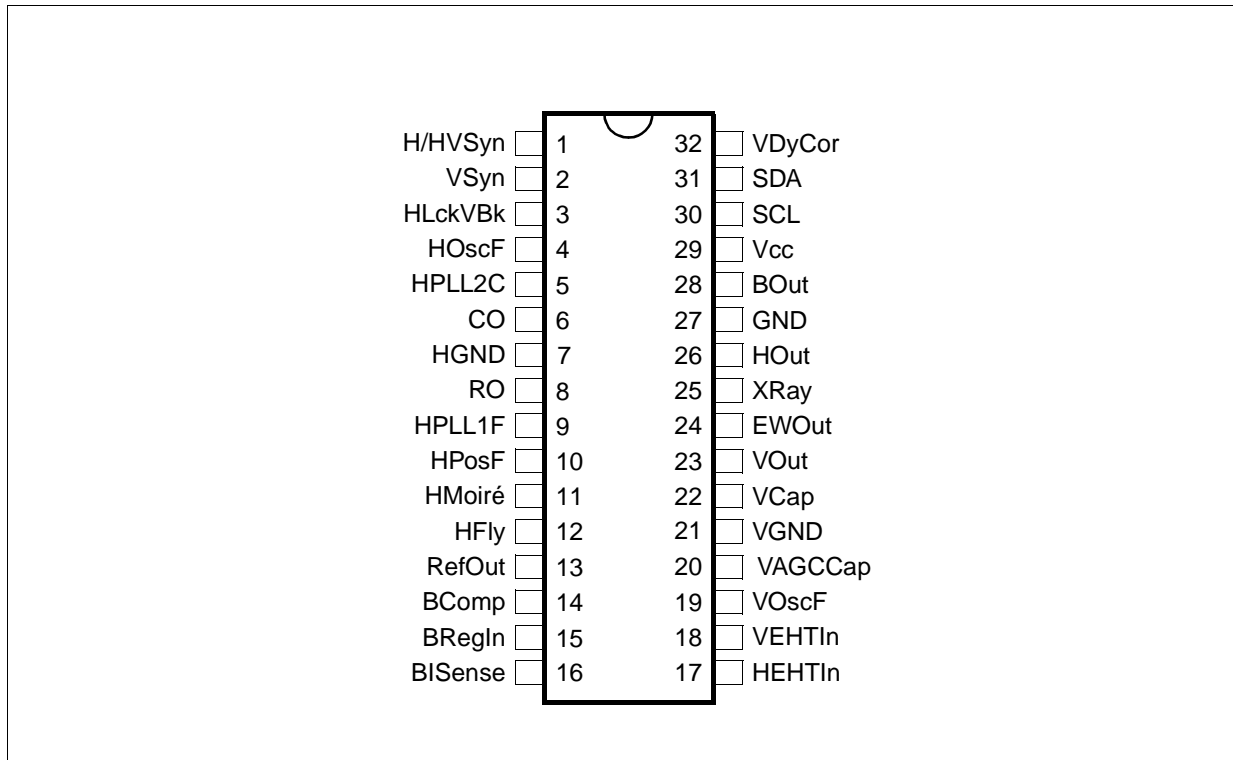 H/HVSyn 1 32 VDyCor
VSyn 2 31 SDA
HLckVBk 3 30 SCL
HOscF 4 29 Vcc
HPLL2C 5 28 BOut
CO 6 27 GND
HGND 7 26 HOut
RO 8 25 XRay
HPLL1F 9 24 EWOut
HPosF 10 23 VOut
HMoiré 11 22 VCap
HFly 12 21 VGND
RefOut 13 20 VAGCCap
BComp 14 19 VOscF
BRegIn 15 18 VEHTIn
BISense 16 17 HEHTIn